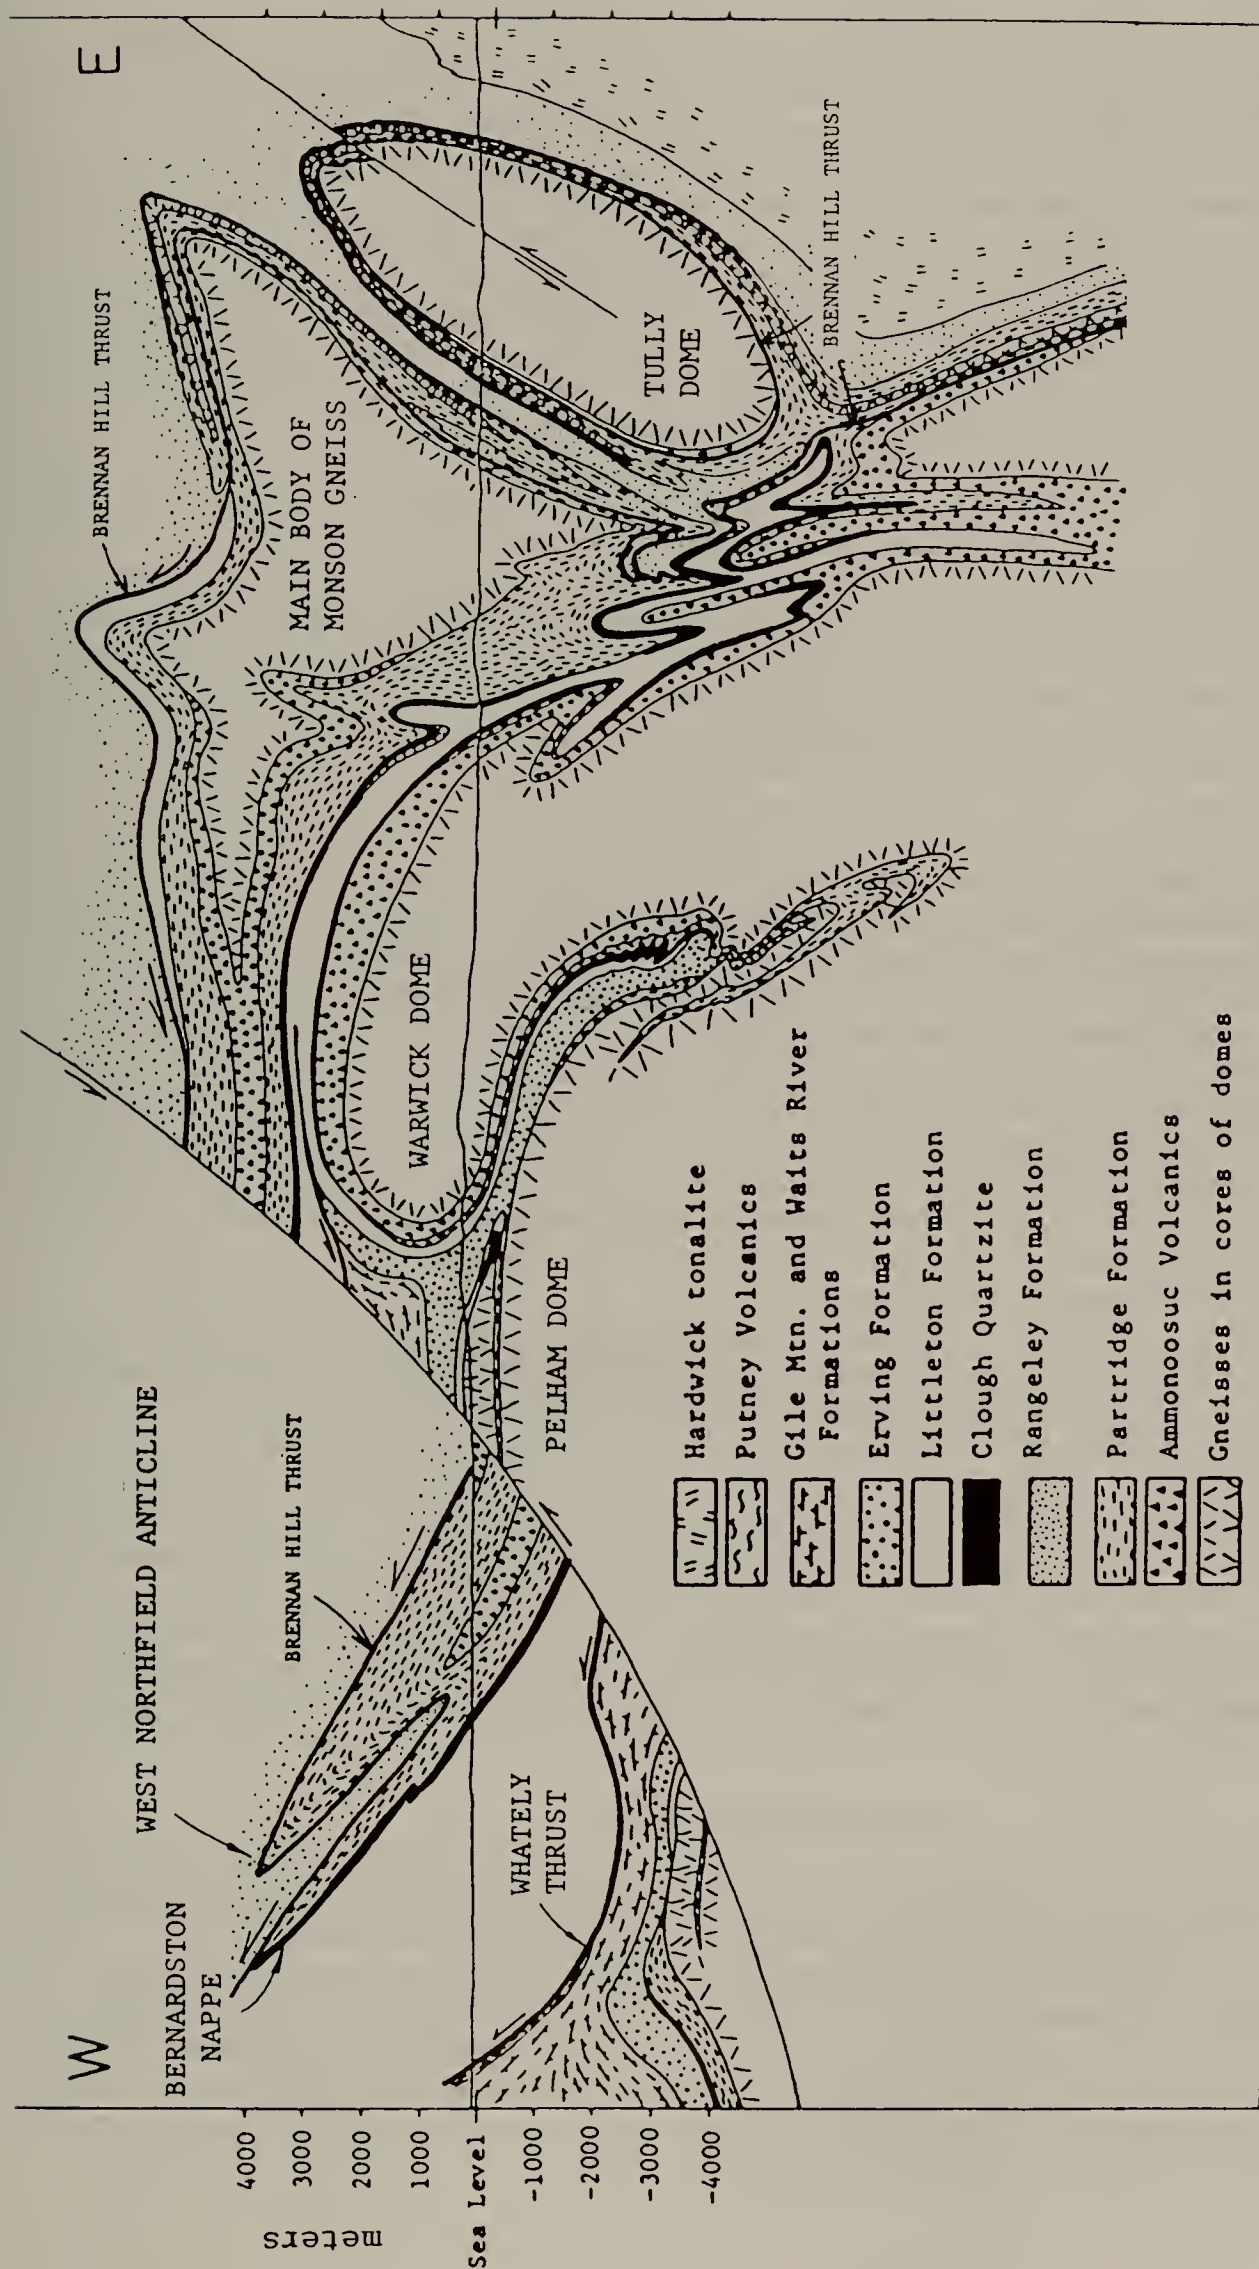 W
E
BERNARDSTON
NAPPE
WEST NORTHFIELD ANTICLINE
BRENNAN HILL THRUST
BRENNAN HILL THRUST
MAIN BODY OF
MONSON GNEISS
WARWICK DOME
TULLY
DOME
BRENNAN HILL THRUST
WHATELY
THRUST
PELHAM DOME
4000
3000
2000
1000
Sea Level
-1000
-2000
-3000
-4000
meters
Hardwick tonalite
Putney Volcanics
Gile Mtn. and Waits River
Formations
Erving Formation
Littleton Formation
Clough Quartzite
Rangeley Formation
Partridge Formation
Ammonoosuc Volcanics
Gneisses in cores of domes